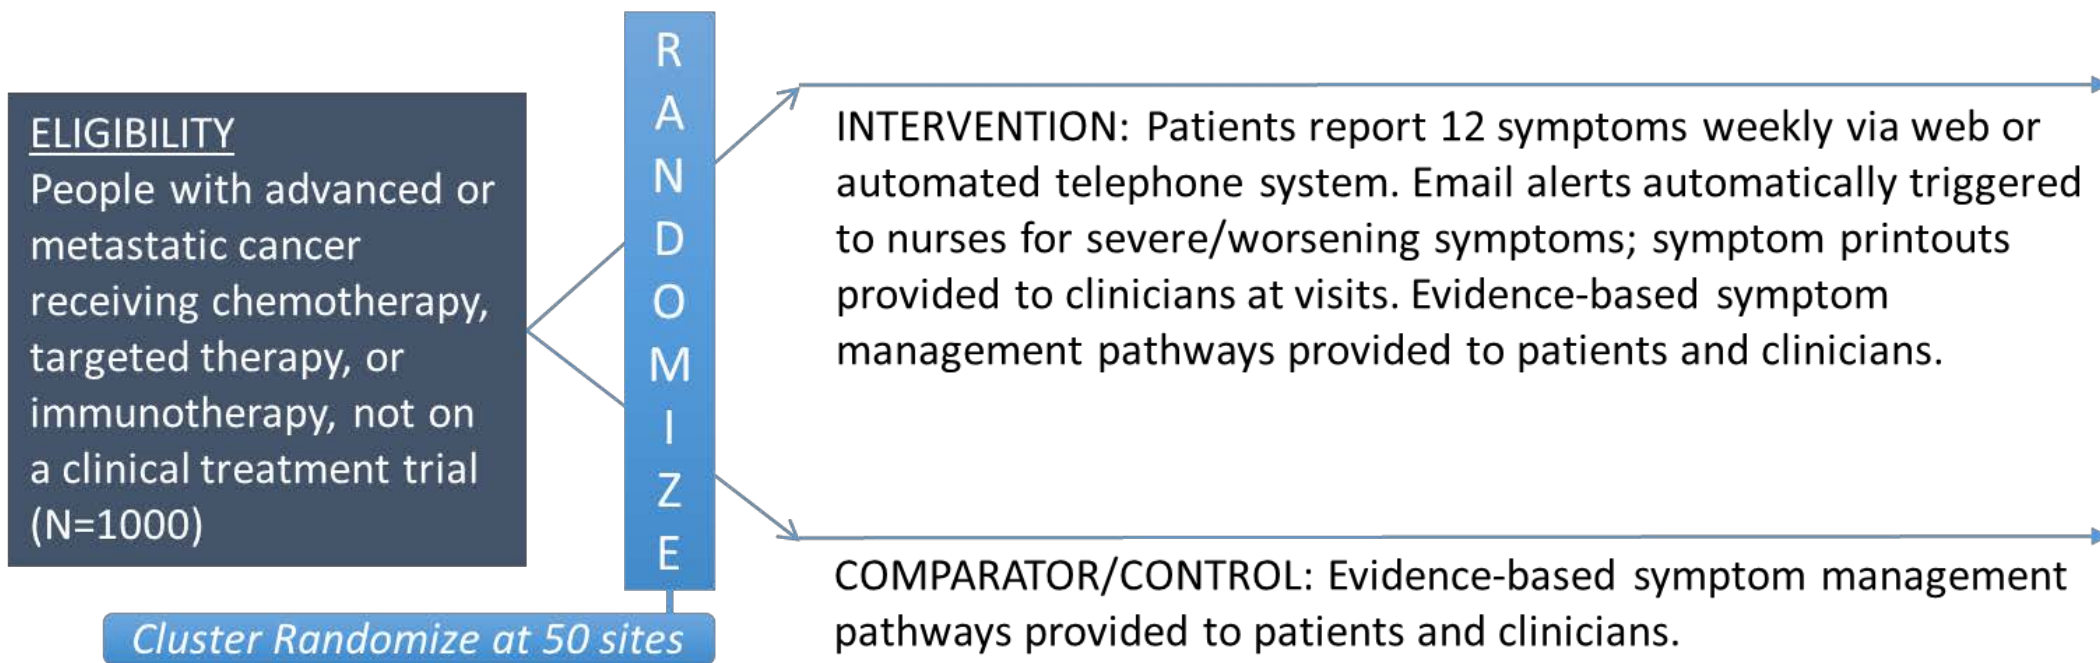 ELIGIBILITY
People with advanced or
metastatic cancer
receiving chemotherapy,
targeted therapy, or
immunotherapy, not on
a clinical treatment trial
(N=1000)
RANDOMIZE
Cluster Randomize at 50 sites
INTERVENTION: Patients report 12 symptoms weekly via web or
automated telephone system. Email alerts automatically triggered
to nurses for severe/worsening symptoms; symptom printouts
provided to clinicians at visits. Evidence-based symptom
management pathways provided to patients and clinicians.
COMPARATOR/CONTROL: Evidence-based symptom management
pathways provided to patients and clinicians.